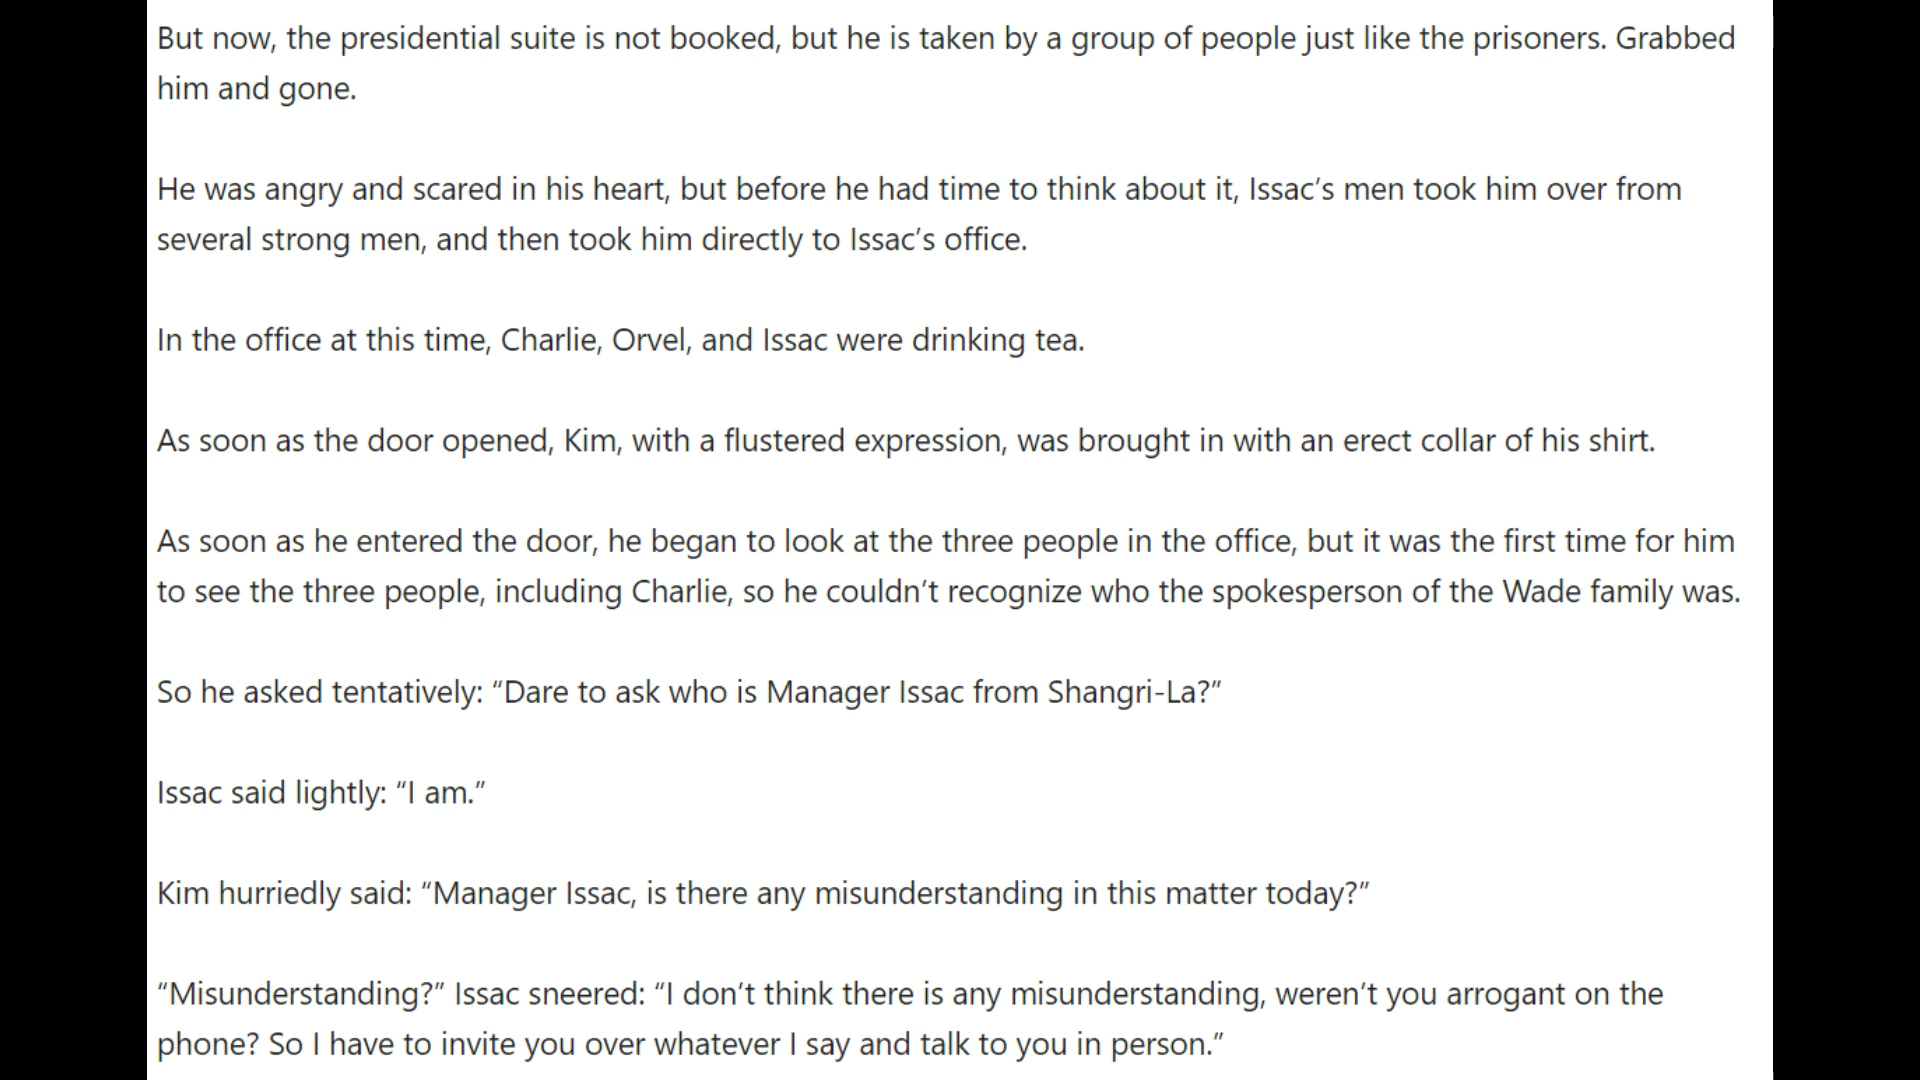 But now, the presidential suite is not booked, but he is taken by a group of people just like the prisoners. Grabbed
him and gone.
He was angry and scared in his heart, but before he had time to think about it, Issac’s men took him over from
several strong men, and then took him directly to Issac’s office.
In the office at this time, Charlie, Orvel, and Issac were drinking tea.
As soon as the door opened, Kim, with a flustered expression, was brought in with an erect collar of his shirt.
As soon as he entered the door, he began to look at the three people in the office, but it was the first time for him
to see the three people, including Charlie, so he couldn’t recognize who the spokesperson of the Wade family was.
So he asked tentatively: “Dare to ask who is Manager Issac from Shangri-La?”
Issac said lightly: “I am.”
Kim hurriedly said: “Manager Issac, is there any misunderstanding in this matter today?”
“Misunderstanding?” Issac sneered: “I don’t think there is any misunderstanding, weren’t you arrogant on the
phone? So I have to invite you over whatever I say and talk to you in person.”